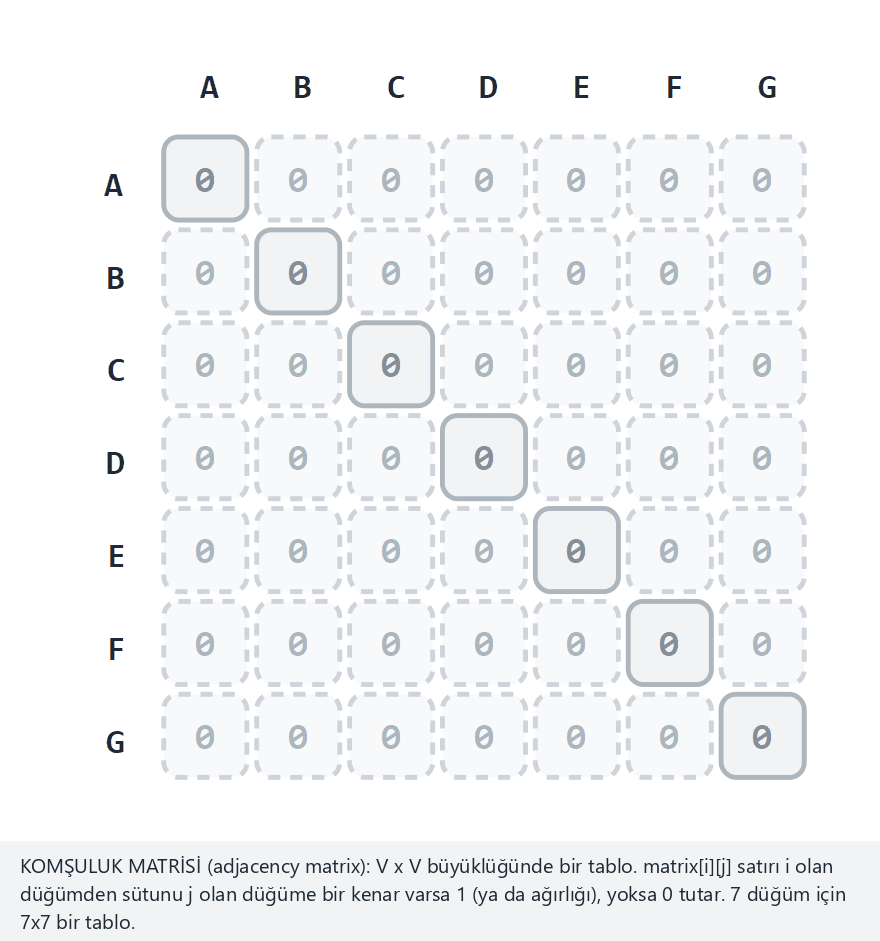 A B C D E F G
A 0 0 0 0 0 0 0
B 0 0 0 0 0 0 0
C 0 0 0 0 0 0 0
D 0 0 0 0 0 0 0
E 0 0 0 0 0 0 0
F 0 0 0 0 0 0 0
G 0 0 0 0 0 0 0
KOMŞULUK MATRİSİ (adjacency matrix): V x V büyüklüğünde bir tablo. matrix[i][j] satırı i olan
düğümden sütunu j olan düğüme bir kenar varsa 1 (ya da ağırlığı), yoksa 0 tutar. 7 düğüm için
7x7 bir tablo.